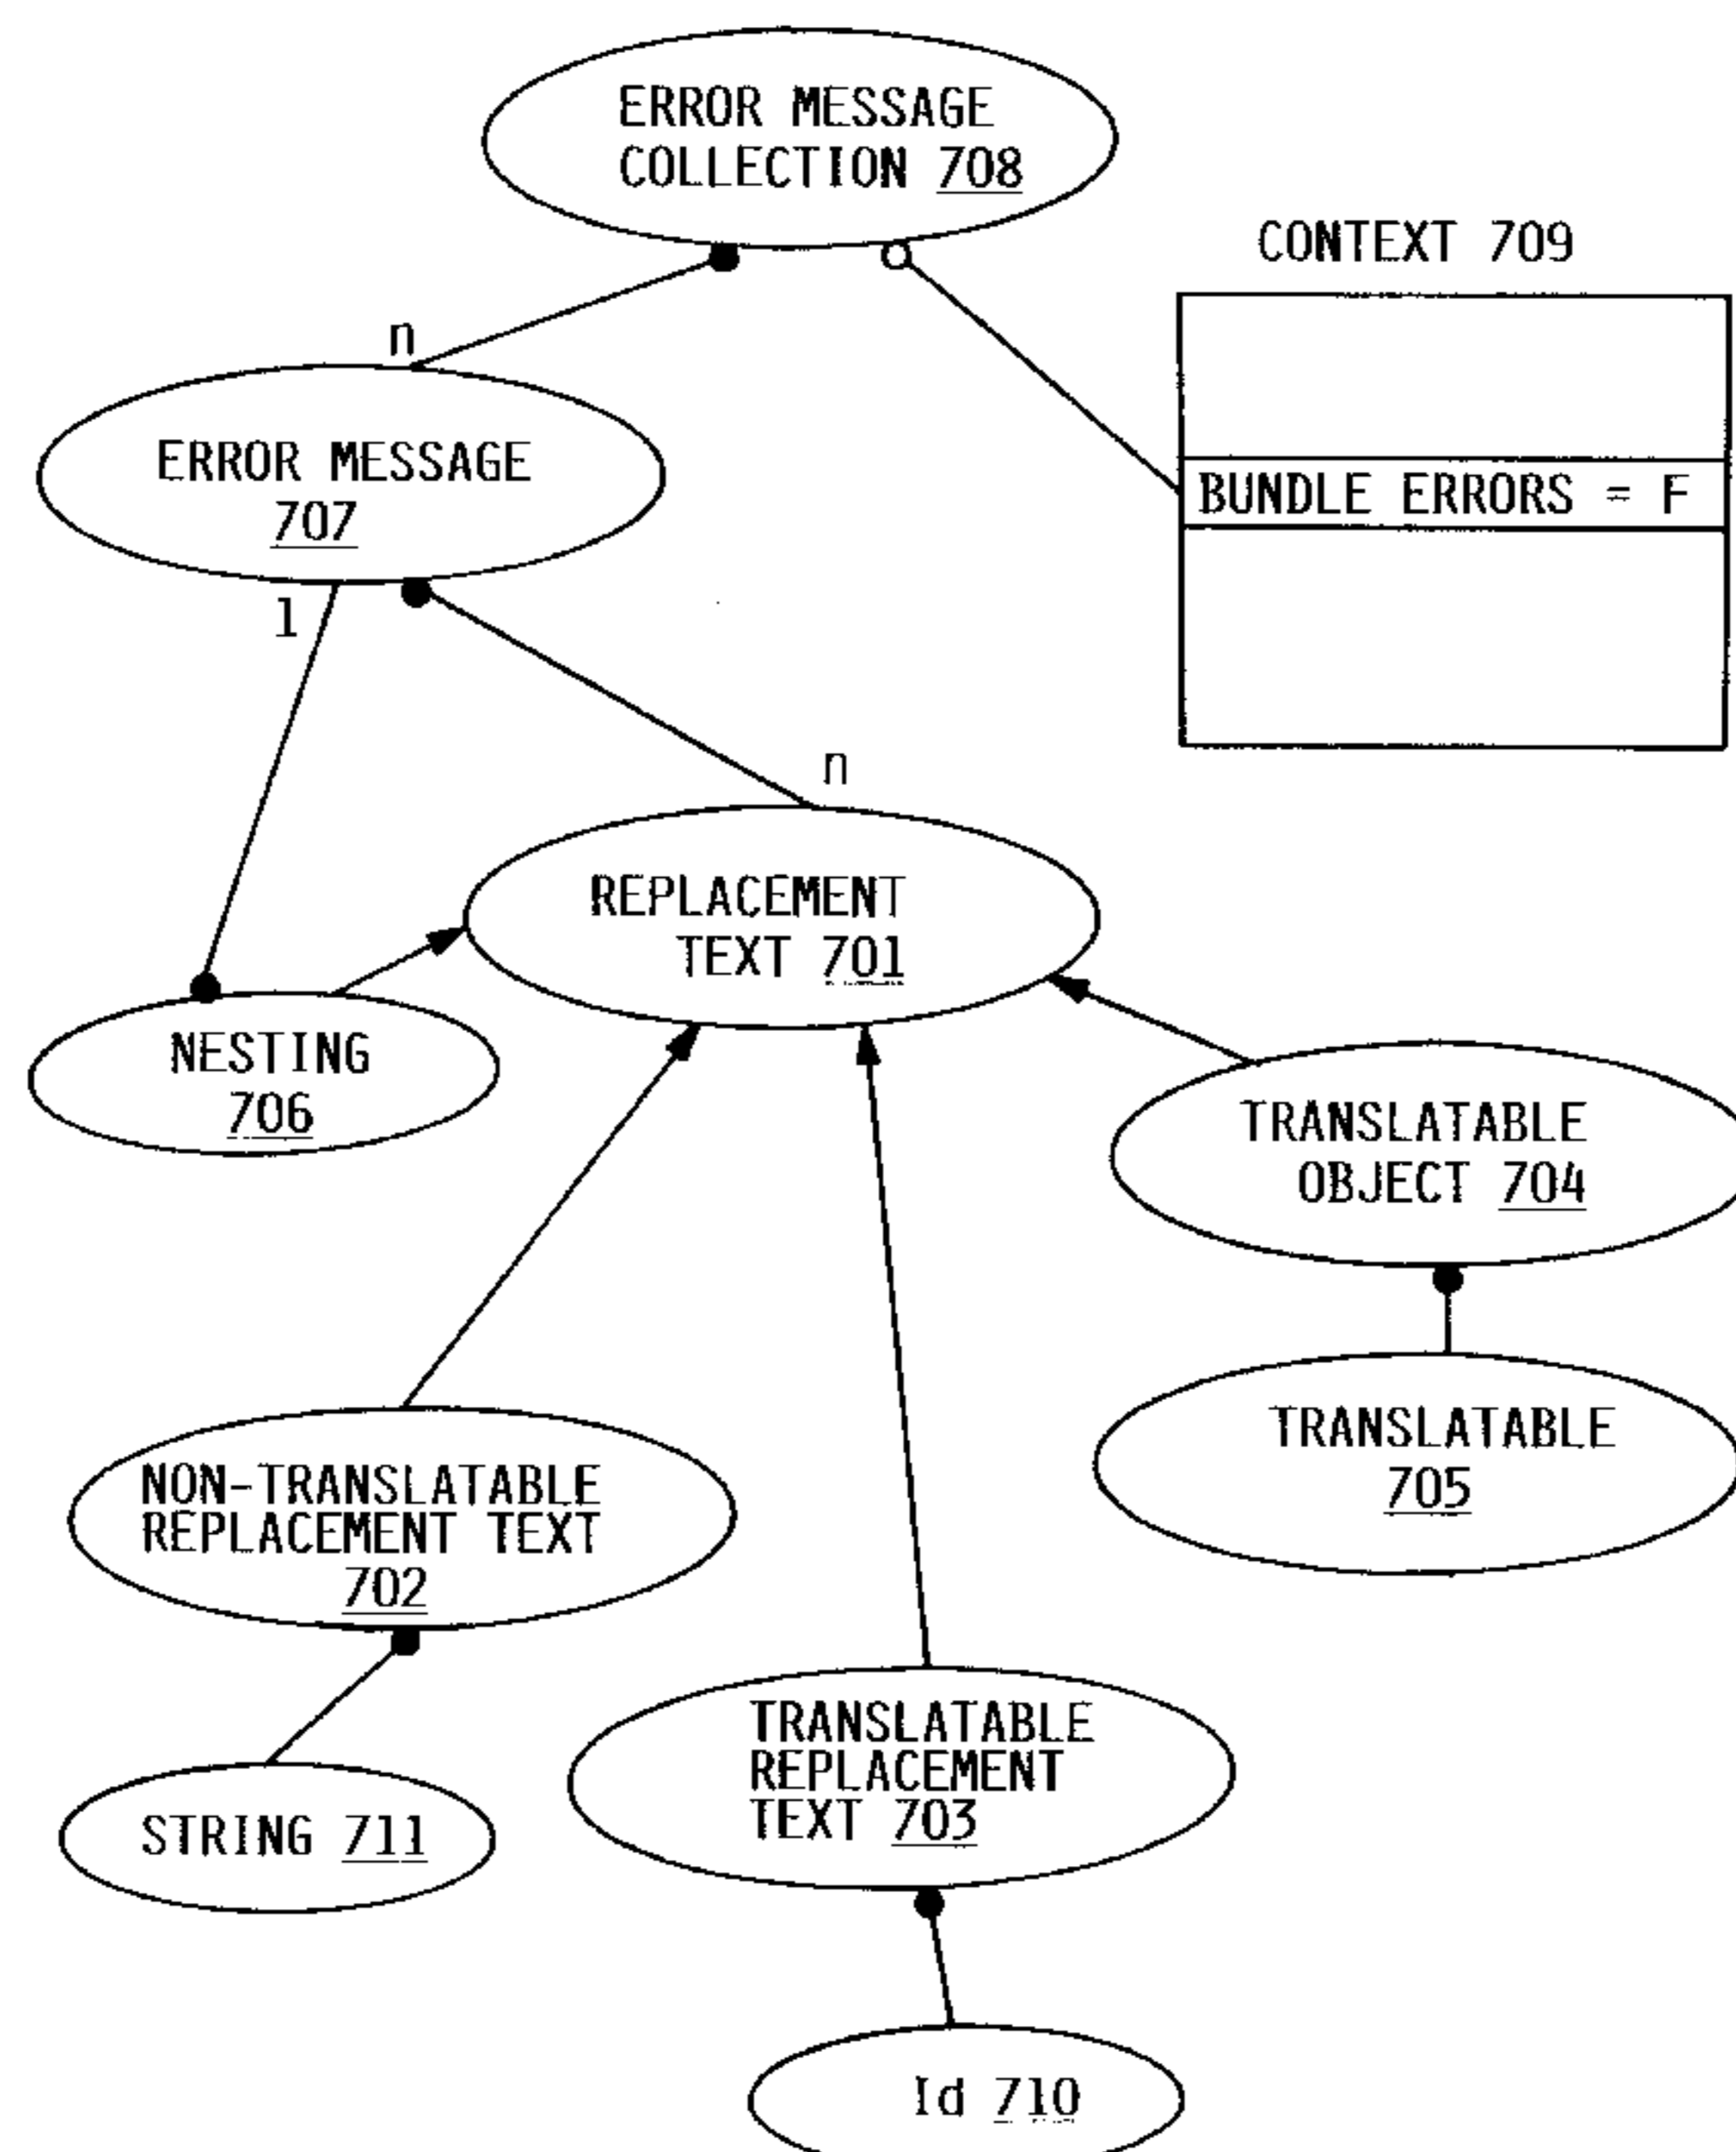 ERROR MESSAGE
COLLECTION 708
CONTEXT 709
n
ERROR MESSAGE
707
BUNDLE ERRORS = F
1
n
REPLACEMENT
TEXT 701
NESTING
706
TRANSLATABLE
OBJECT 704
TRANSLATABLE
705
NON-TRANSLATABLE
REPLACEMENT TEXT
702
TRANSLATABLE
REPLACEMENT
TEXT 703
STRING 711
Id 710